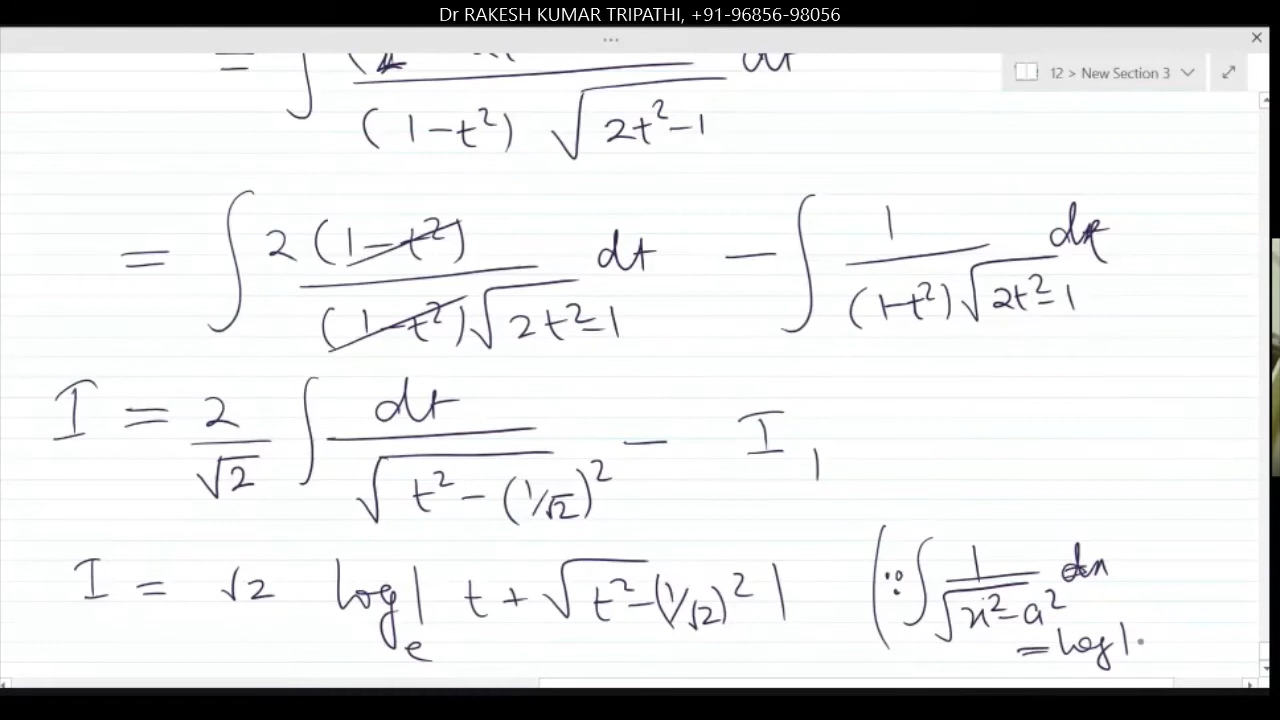 Dr RAKESH KUMAR TRIPATHI, +91-96856-98056
12 > New Section 3
= ∫ dt
(1-t²) √2t²-1
= ∫ 2(1-t²) / (1-t²)√2t²-1 dt - ∫ 1 / (1-t²)√2t²-1 dt
I = 2/√2 ∫ dt / √t²-(1/√2)² - I₁
I = √2 logₑ| t + √t²-(1/√2)² | (∵ ∫ 1/√x²-a² dx
= log|